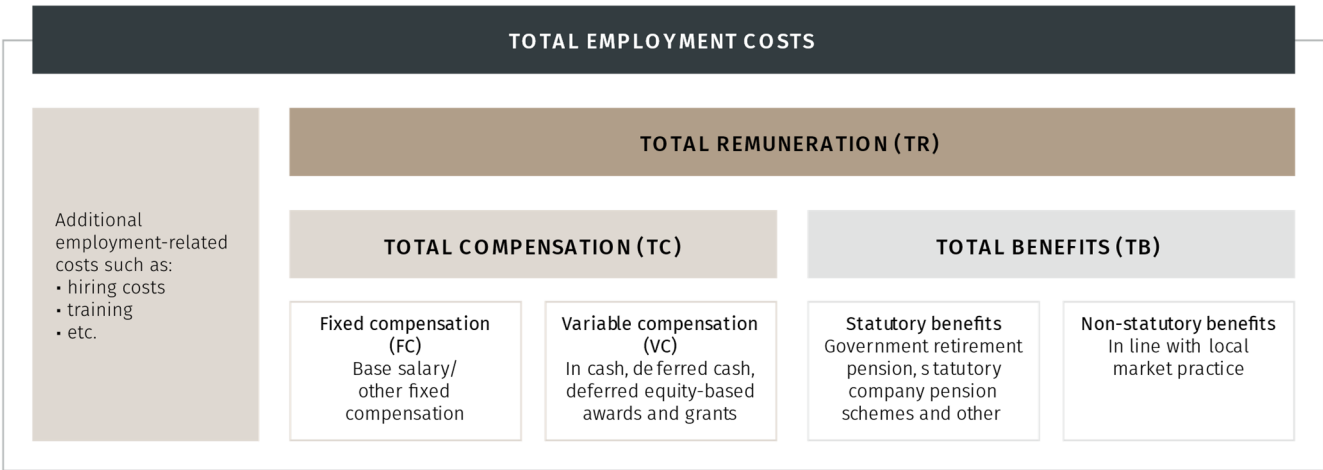 TOTAL EMPLOYMENT COSTS
Additional
employment-related
costs such as:
• hiring costs
• training
• etc.
TOTAL REMUNERATION (TR)
TOTAL COMPENSATION (TC)
Fixed compensation
(FC)
Base salary/
other fixed
compensation
Variable compensation
(VC)
In cash, deferred cash,
deferred equity-based
awards and grants
TOTAL BENEFITS (TB)
Statutory benefits
Government retirement
pension, statutory
company pension
schemes and other
Non-statutory benefits
In line with local
market practice